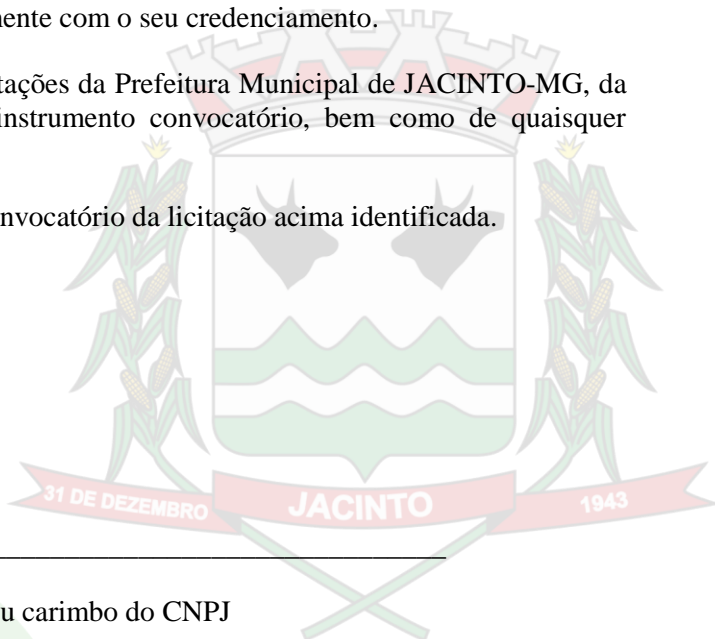 mente com o seu credenciamento.
tações da Prefeitura Municipal de JACINTO-MG, da
instrumento convocatório, bem como de quaisquer
nvocatório da licitação acima identificada.
31 DE DEZEMBRO JACINTO 1943
u carimbo do CNPJ